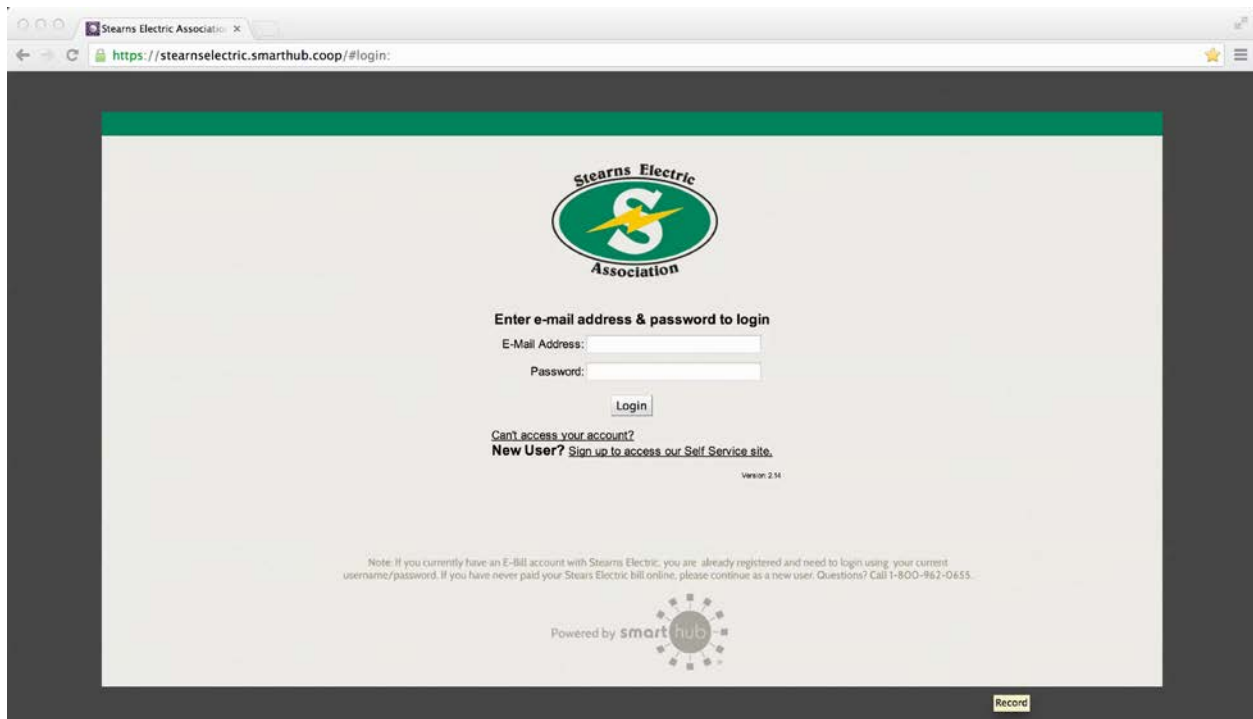 Stearns Electric Associatio
https://stearnselectric.smarthub.coop/#login:
Stearns Electric
S
Association
Enter e-mail address & password to login
E-Mail Address:
Password:
Login
Can't access your account?
New User? Sign up to access our Self Service site.
Version: 2.14
Note: If you currently have an E-Bill account with Stearns Electric, you are already registered and need to login using your current
username/password. If you have never paid your Stears Electric bill online, please continue as a new user. Questions? Call 1-800-962-0655.
Powered by smart hub
Record